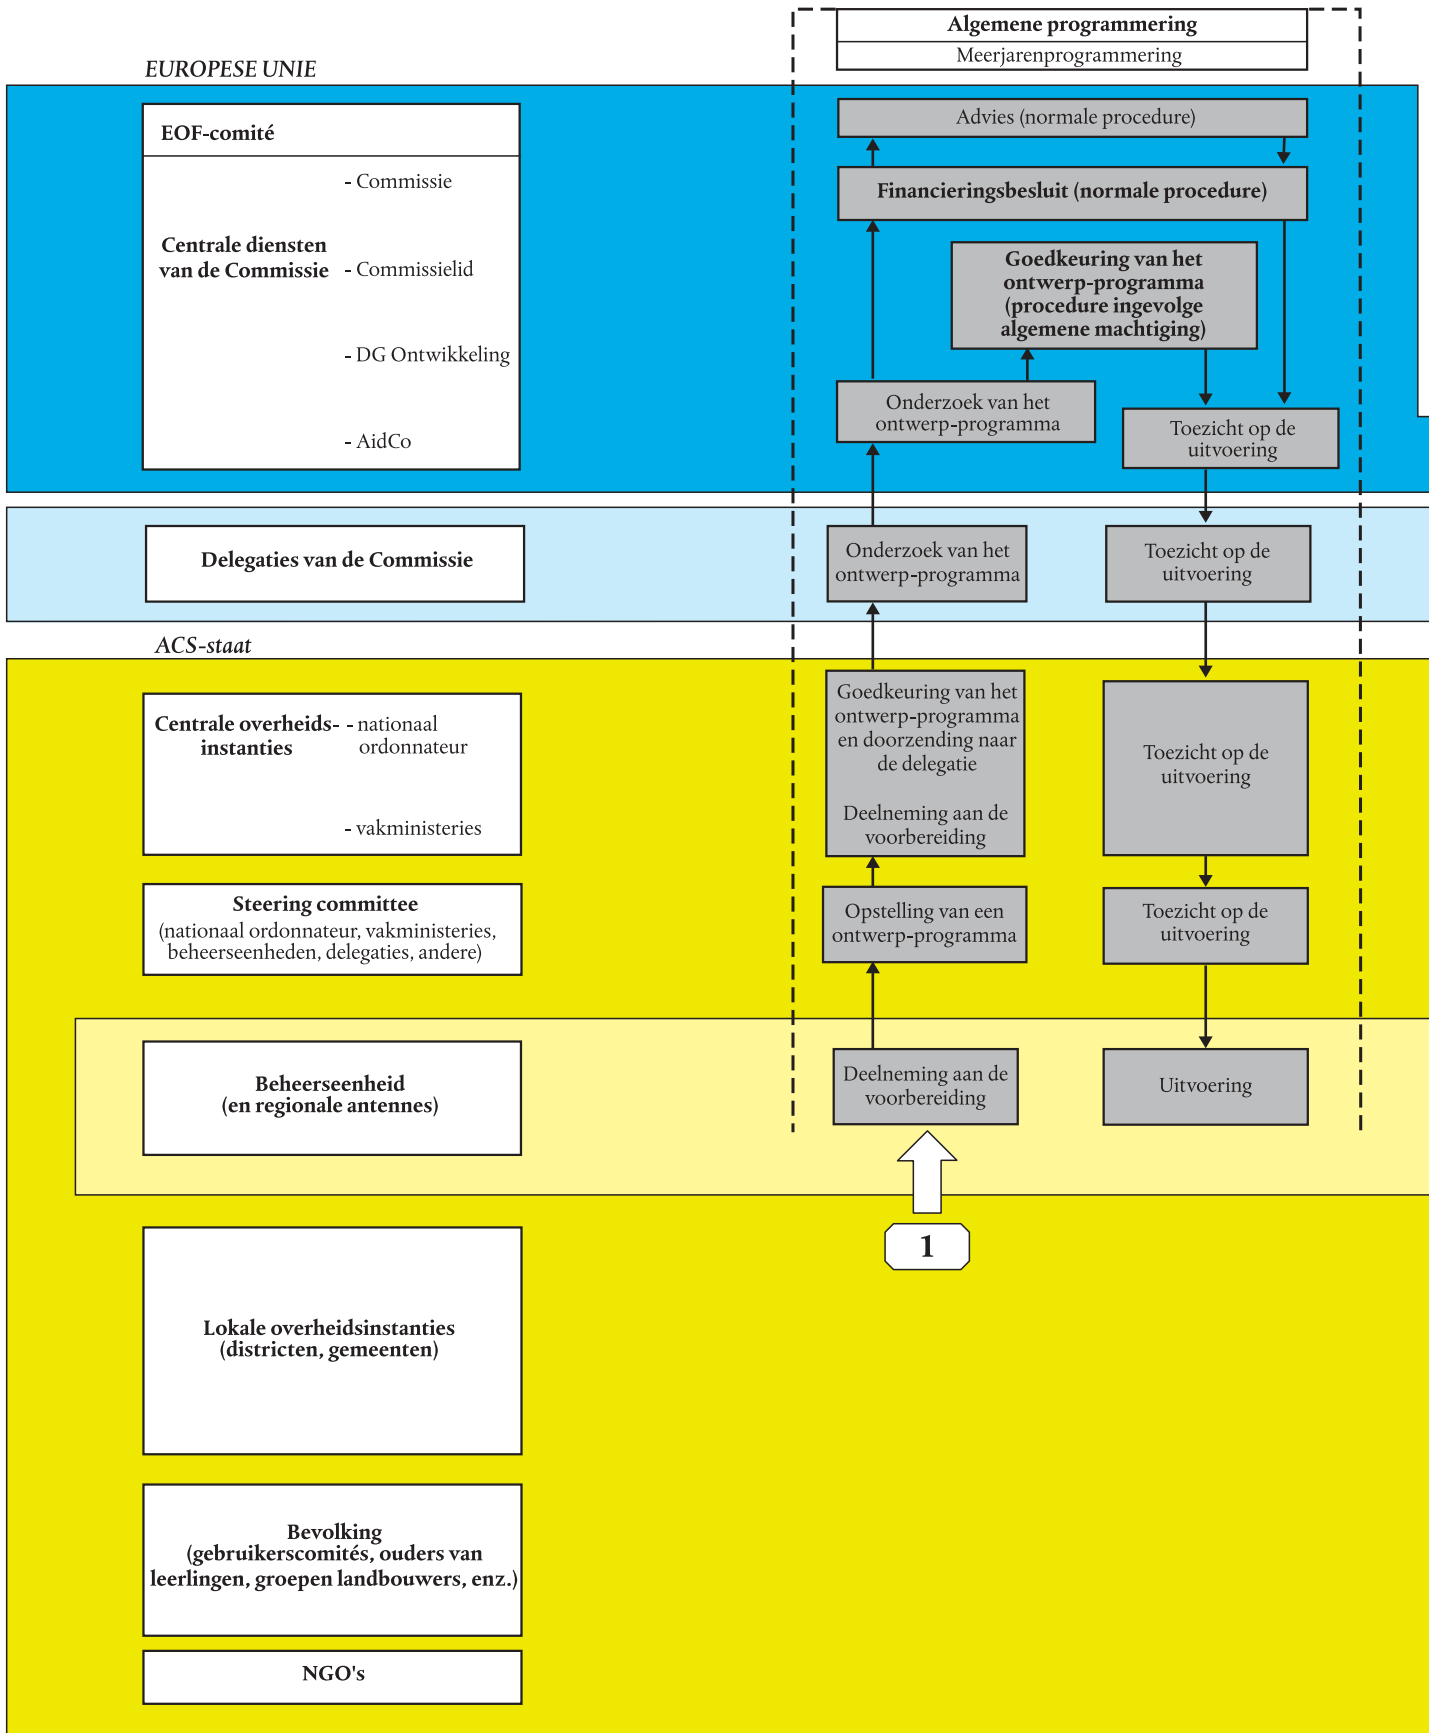 Algemene programmering
Meerjarenprogrammering
EUROPESE UNIE
EOF-comité
- Commissie
Centrale diensten
van de Commissie
- Commissielid
- DG Ontwikkeling
- AidCo
Advies (normale procedure)
Financieringsbesluit (normale procedure)
Goedkeuring van het
ontwerp-programma
(procedure ingevolge
algemene machtiging)
Onderzoek van het
ontwerp-programma
Toezicht op de
uitvoering
Delegaties van de Commissie
Onderzoek van het
ontwerp-programma
Toezicht op de
uitvoering
ACS-staat
Centrale overheids-
instanties
- nationaal
ordonnateur
- vakministeries
Goedkeuring van het
ontwerp-programma
en doorzending naar
de delegatie
Deelneming aan de
voorbereiding
Toezicht op de
uitvoering
Steering committee
(nationaal ordonnateur, vakministeries,
beheerseenheden, delegaties, andere)
Opstelling van een
ontwerp-programma
Toezicht op de
uitvoering
Beheerseenheid
(en regionale antennes)
Deelneming aan de
voorbereiding
Uitvoering
1
Lokale overheidsinstanties
(districten, gemeenten)
Bevolking
(gebruikerscomités, ouders van
leerlingen, groepen landbouwers, enz.)
NGO's